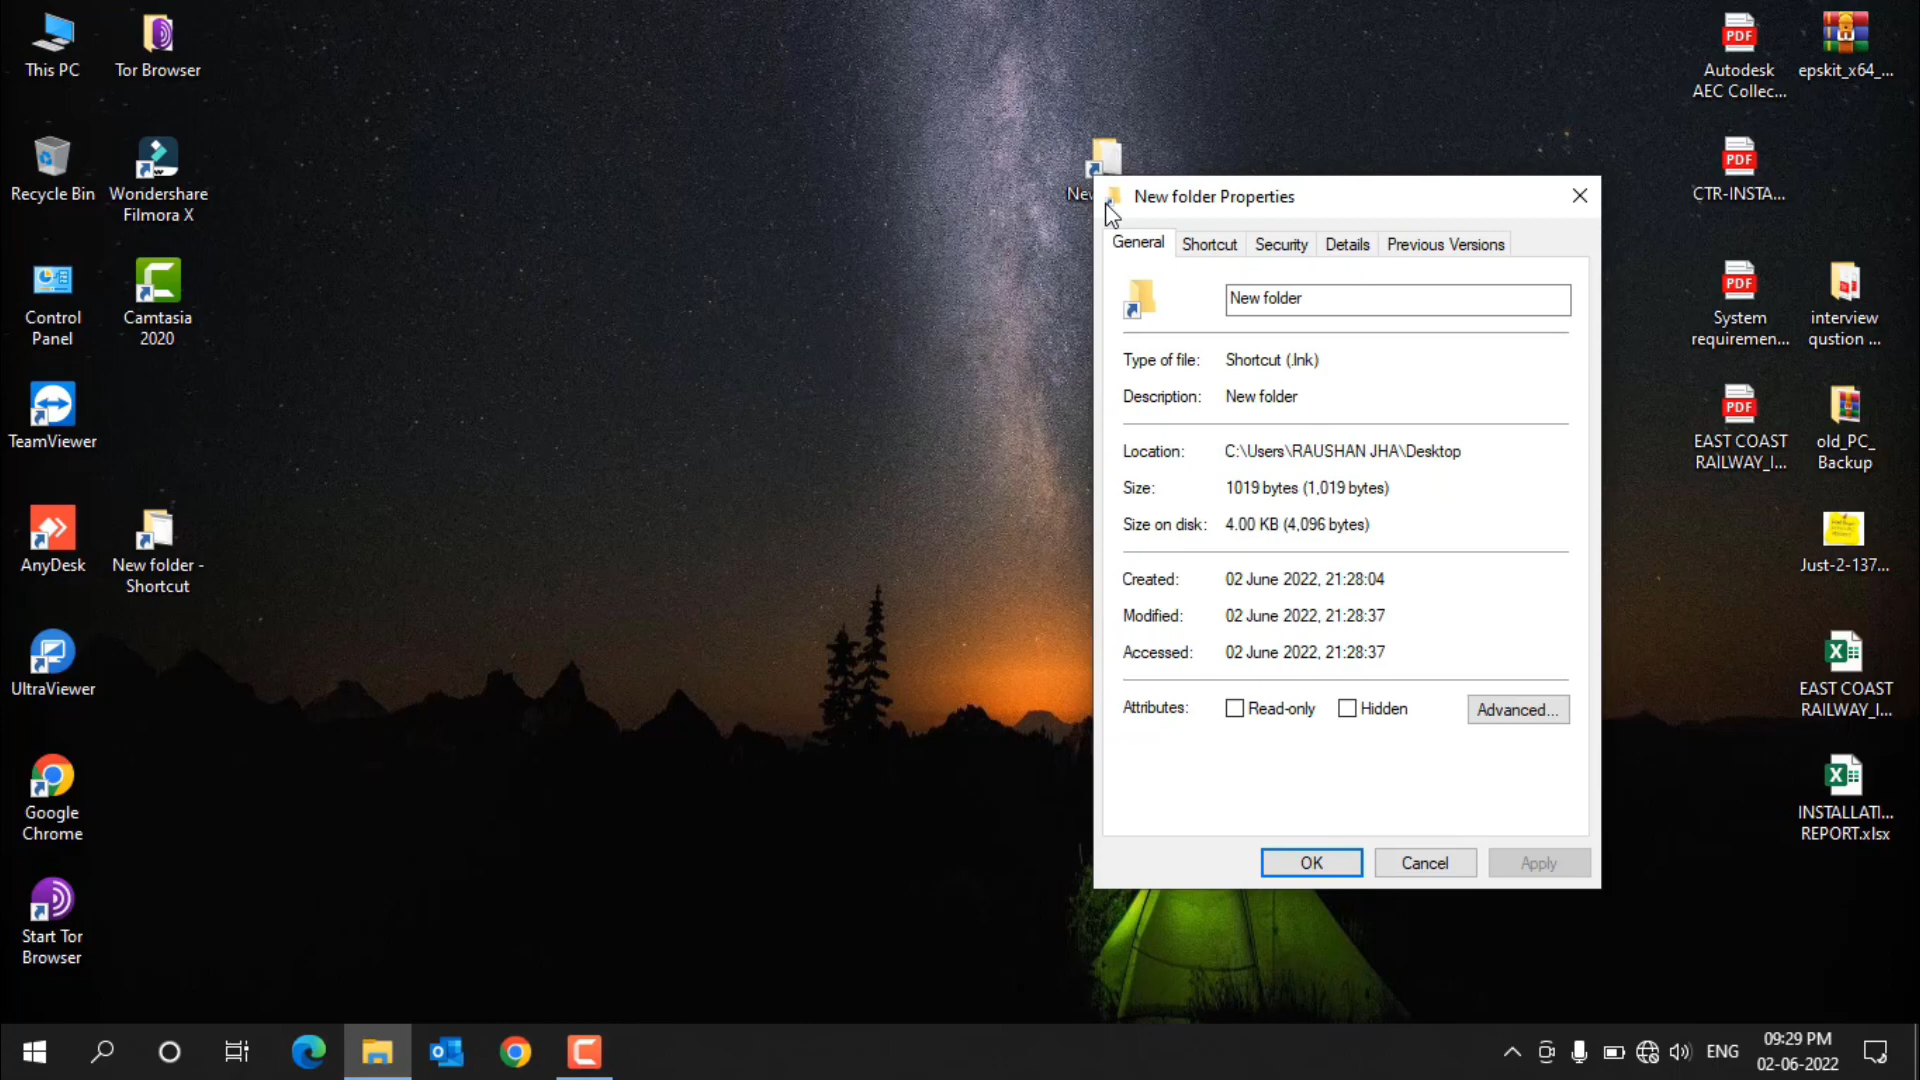 This PC
Tor Browser
Recycle Bin
Wondershare
Filmora X
Control
Panel
Camtasia
2020
TeamViewer
AnyDesk
New folder -
Shortcut
UltraViewer
Google
Chrome
Start Tor
Browser
New folder Properties
General
Shortcut
Security
Details
Previous Versions
New folder
Type of file:
Shortcut (.lnk)
Description:
New folder
Location:
C:\Users\RAUSHAN JHA\Desktop
Size:
1019 bytes (1,019 bytes)
Size on disk:
4.00 KB (4,096 bytes)
Created:
02 June 2022, 21:28:04
Modified:
02 June 2022, 21:28:37
Accessed:
02 June 2022, 21:28:37
Attributes:
Read-only
Hidden
Advanced...
OK
Cancel
Apply
PDF
Autodesk
AEC Collec...
epskit_x64_...
PDF
CTR-INSTA...
PDF
System
requiremen...
interview
qustion ...
PDF
EAST COAST
RAILWAY_I...
old_PC_
Backup
Just-2-137...
EAST COAST
RAILWAY_I...
INSTALLATI...
REPORT.xlsx
ENG
09:29 PM
02-06-2022